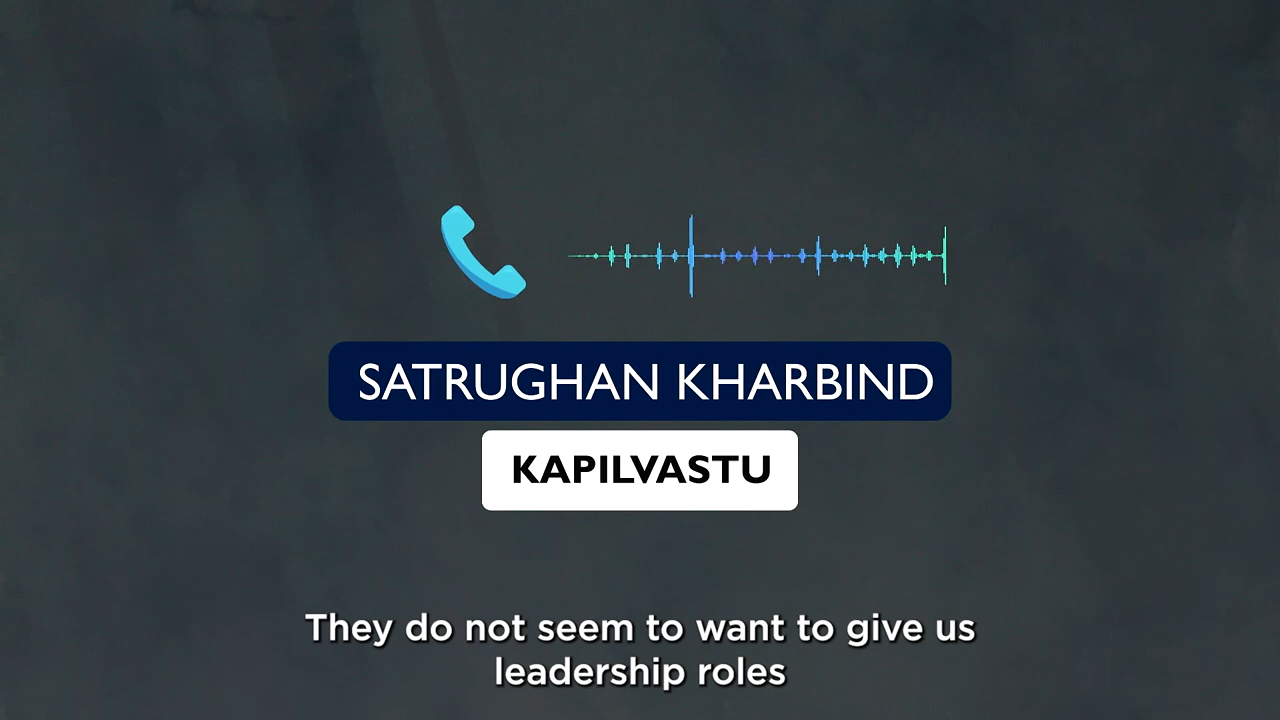 SATRUGHAN KHARBIND
KAPILVASTU
They do not seem to want to give us
leadership roles